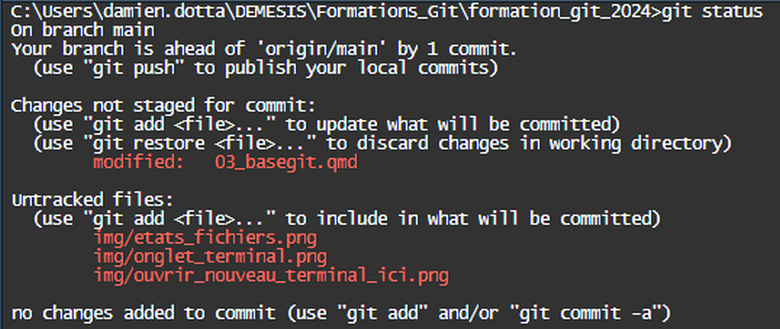 C:\Users\damien.dotta\DEMESIS\Formations_Git\formation_git_2024>git status
On branch main
Your branch is ahead of 'origin/main' by 1 commit.
  (use "git push" to publish your local commits)

Changes not staged for commit:
  (use "git add <file>..." to update what will be committed)
  (use "git restore <file>..." to discard changes in working directory)
        modified:   03_basegit.qmd

Untracked files:
  (use "git add <file>..." to include in what will be committed)
        img/etats_fichiers.png
        img/onglet_terminal.png
        img/ouvrir_nouveau_terminal_ici.png

no changes added to commit (use "git add" and/or "git commit -a")